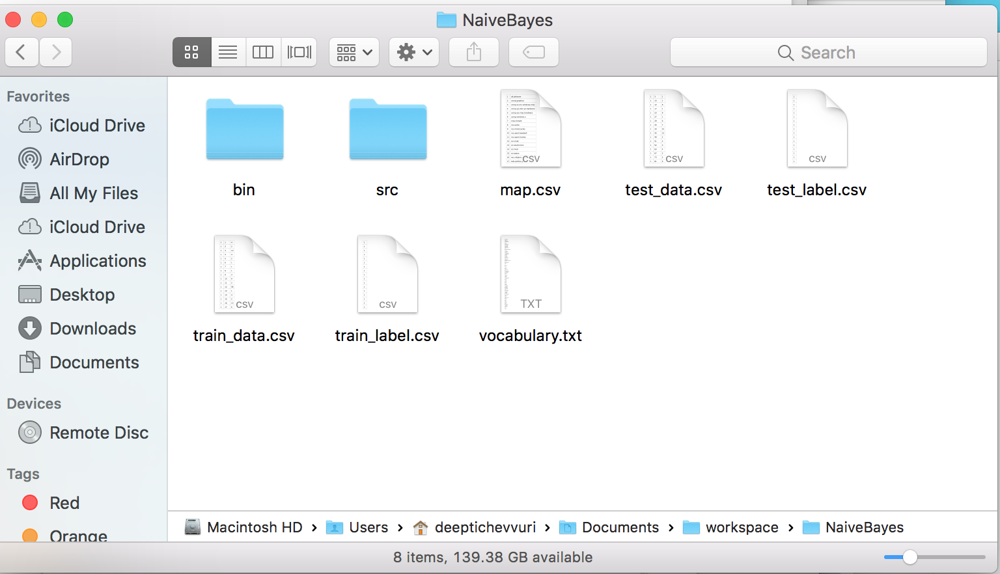 NaiveBayes
Search
Favorites
iCloud Drive
AirDrop
All My Files
iCloud Drive
Applications
Desktop
Downloads
Documents
Devices
Remote Disc
Tags
Red
Orange
bin
src
CSV
map.csv
CSV
test_data.csv
CSV
test_label.csv
CSV
train_data.csv
CSV
train_label.csv
TXT
vocabulary.txt
Macintosh HD › Users › deeptichevvuri › Documents › workspace › NaiveBayes
8 items, 139.38 GB available